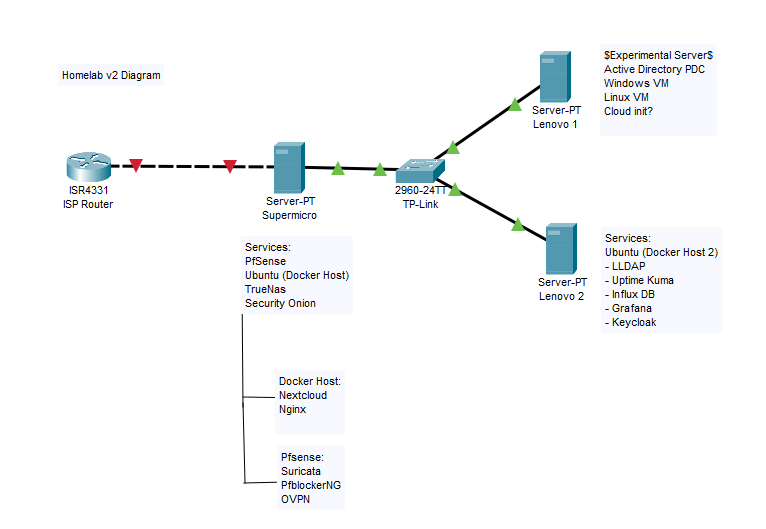 Homelab v2 Diagram
ISR4331
ISP Router
Server-PT
Supermicro
2960-24TT
TP-Link
Server-PT
Lenovo 1
$Experimental Server$
Active Directory PDC
Windows VM
Linux VM
Cloud init?
Server-PT
Lenovo 2
Services:
Ubuntu (Docker Host 2)
- LLDAP
- Uptime Kuma
- Influx DB
- Grafana
- Keycloak
Services:
PfSense
Ubuntu (Docker Host)
TrueNas
Security Onion
Docker Host:
Nextcloud
Nginx
Pfsense:
Suricata
PfblockerNG
OVPN